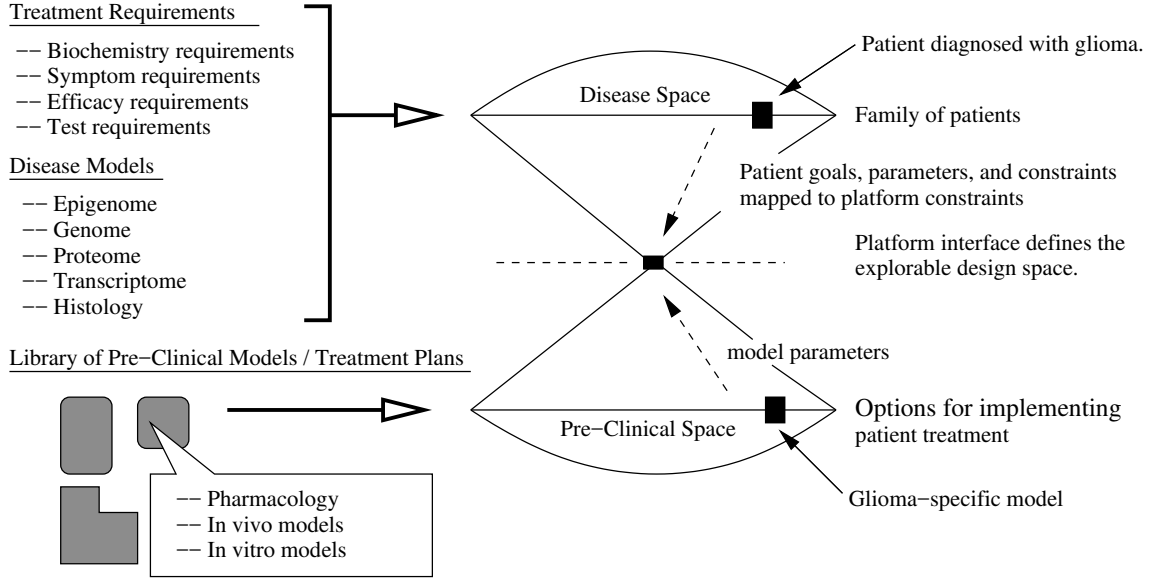 Treatment Requirements
−− Biochemistry requirements
−− Symptom requirements
−− Efficacy requirements
−− Test requirements
Disease Models
−− Epigenome
−− Genome
−− Proteome
−− Transcriptome
−− Histology
Library of Pre−Clinical Models / Treatment Plans
−− Pharmacology
−− In vivo models
−− In vitro models
Patient diagnosed with glioma.
Disease Space
Family of patients
Patient goals, parameters, and constraints
mapped to platform constraints
Platform interface defines the
explorable design space.
model parameters
Pre−Clinical Space
Options for implementing
patient treatment
Glioma−specific model